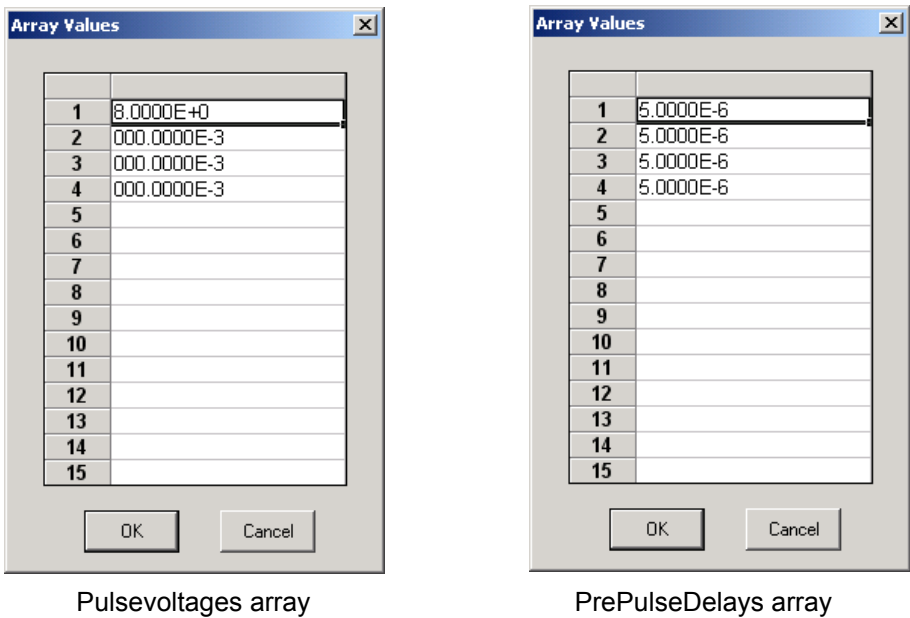 Array Values
1 8.0000E+0
2 000.0000E-3
3 000.0000E-3
4 000.0000E-3
5
6
7
8
9
10
11
12
13
14
15
OK Cancel
Pulsevoltages array
Array Values
1 5.0000E-6
2 5.0000E-6
3 5.0000E-6
4 5.0000E-6
5
6
7
8
9
10
11
12
13
14
15
OK Cancel
PrePulseDelays array